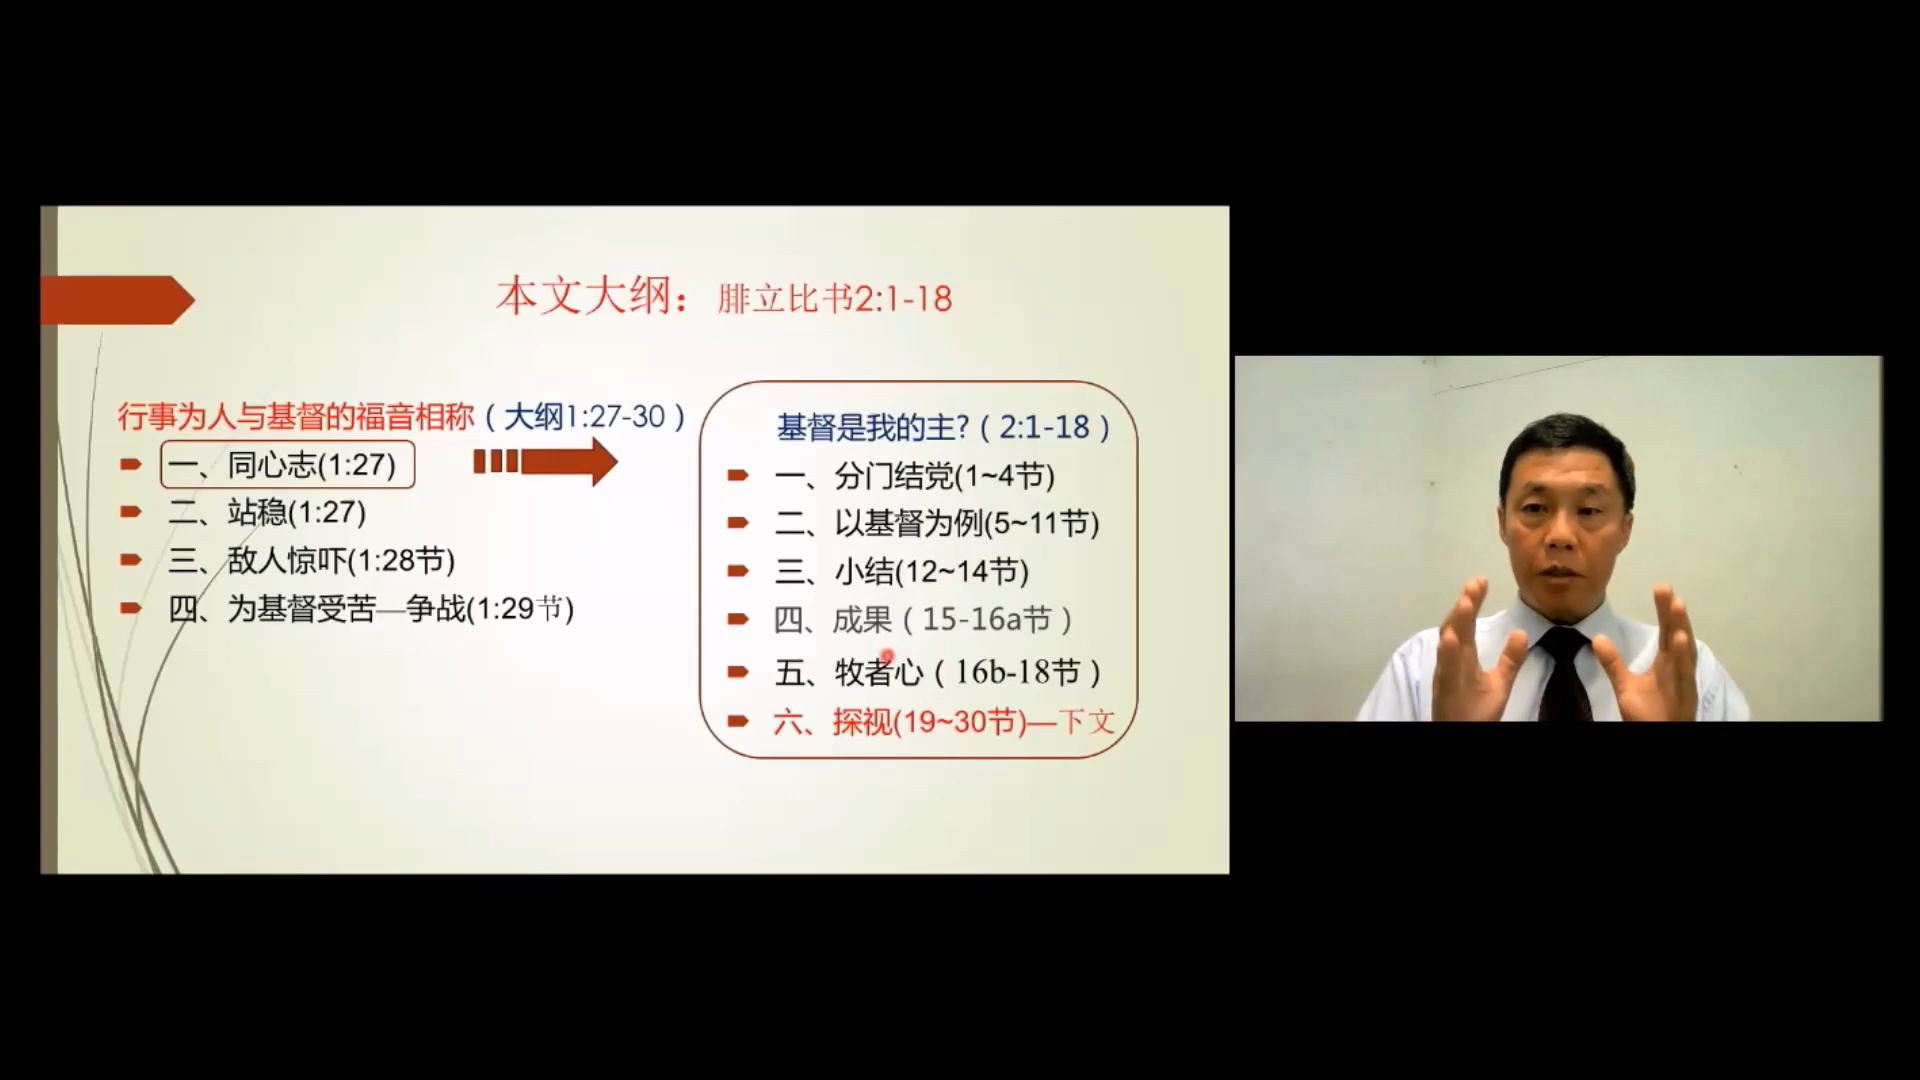 本文大纲：腓立比书2:1-18
行事为人与基督的福音相称（大纲1:27-30）
一、同心志(1:27)
二、站稳(1:27)
三、敌人惊吓(1:28节)
四、为基督受苦—争战(1:29节)
基督是我的主?（2:1-18）
一、分门结党(1~4节)
二、以基督为例(5~11节)
三、小结(12~14节)
四、成果（15-16a节）
五、牧者心（16b-18节）
六、探视(19~30节)—下文